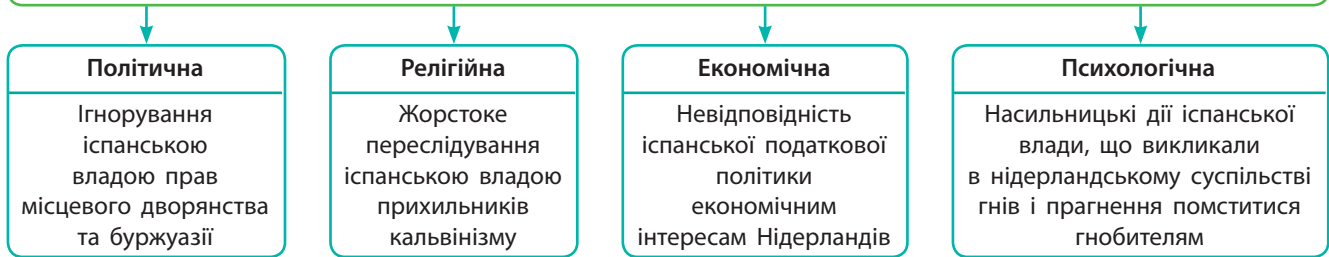 Політична
Ігнорування
іспанською
владою прав
місцевого дворянства
та буржуазії
Релігійна
Жорстоке
переслідування
іспанською владою
прихильників
кальвінізму
Економічна
Невідповідність
іспанської податкової
політики
економічним
інтересам Нідерландів
Психологічна
Насильницькі дії іспанської
влади, що викликали
в нідерландському суспільстві
гнів і прагнення помститися
гнобителям